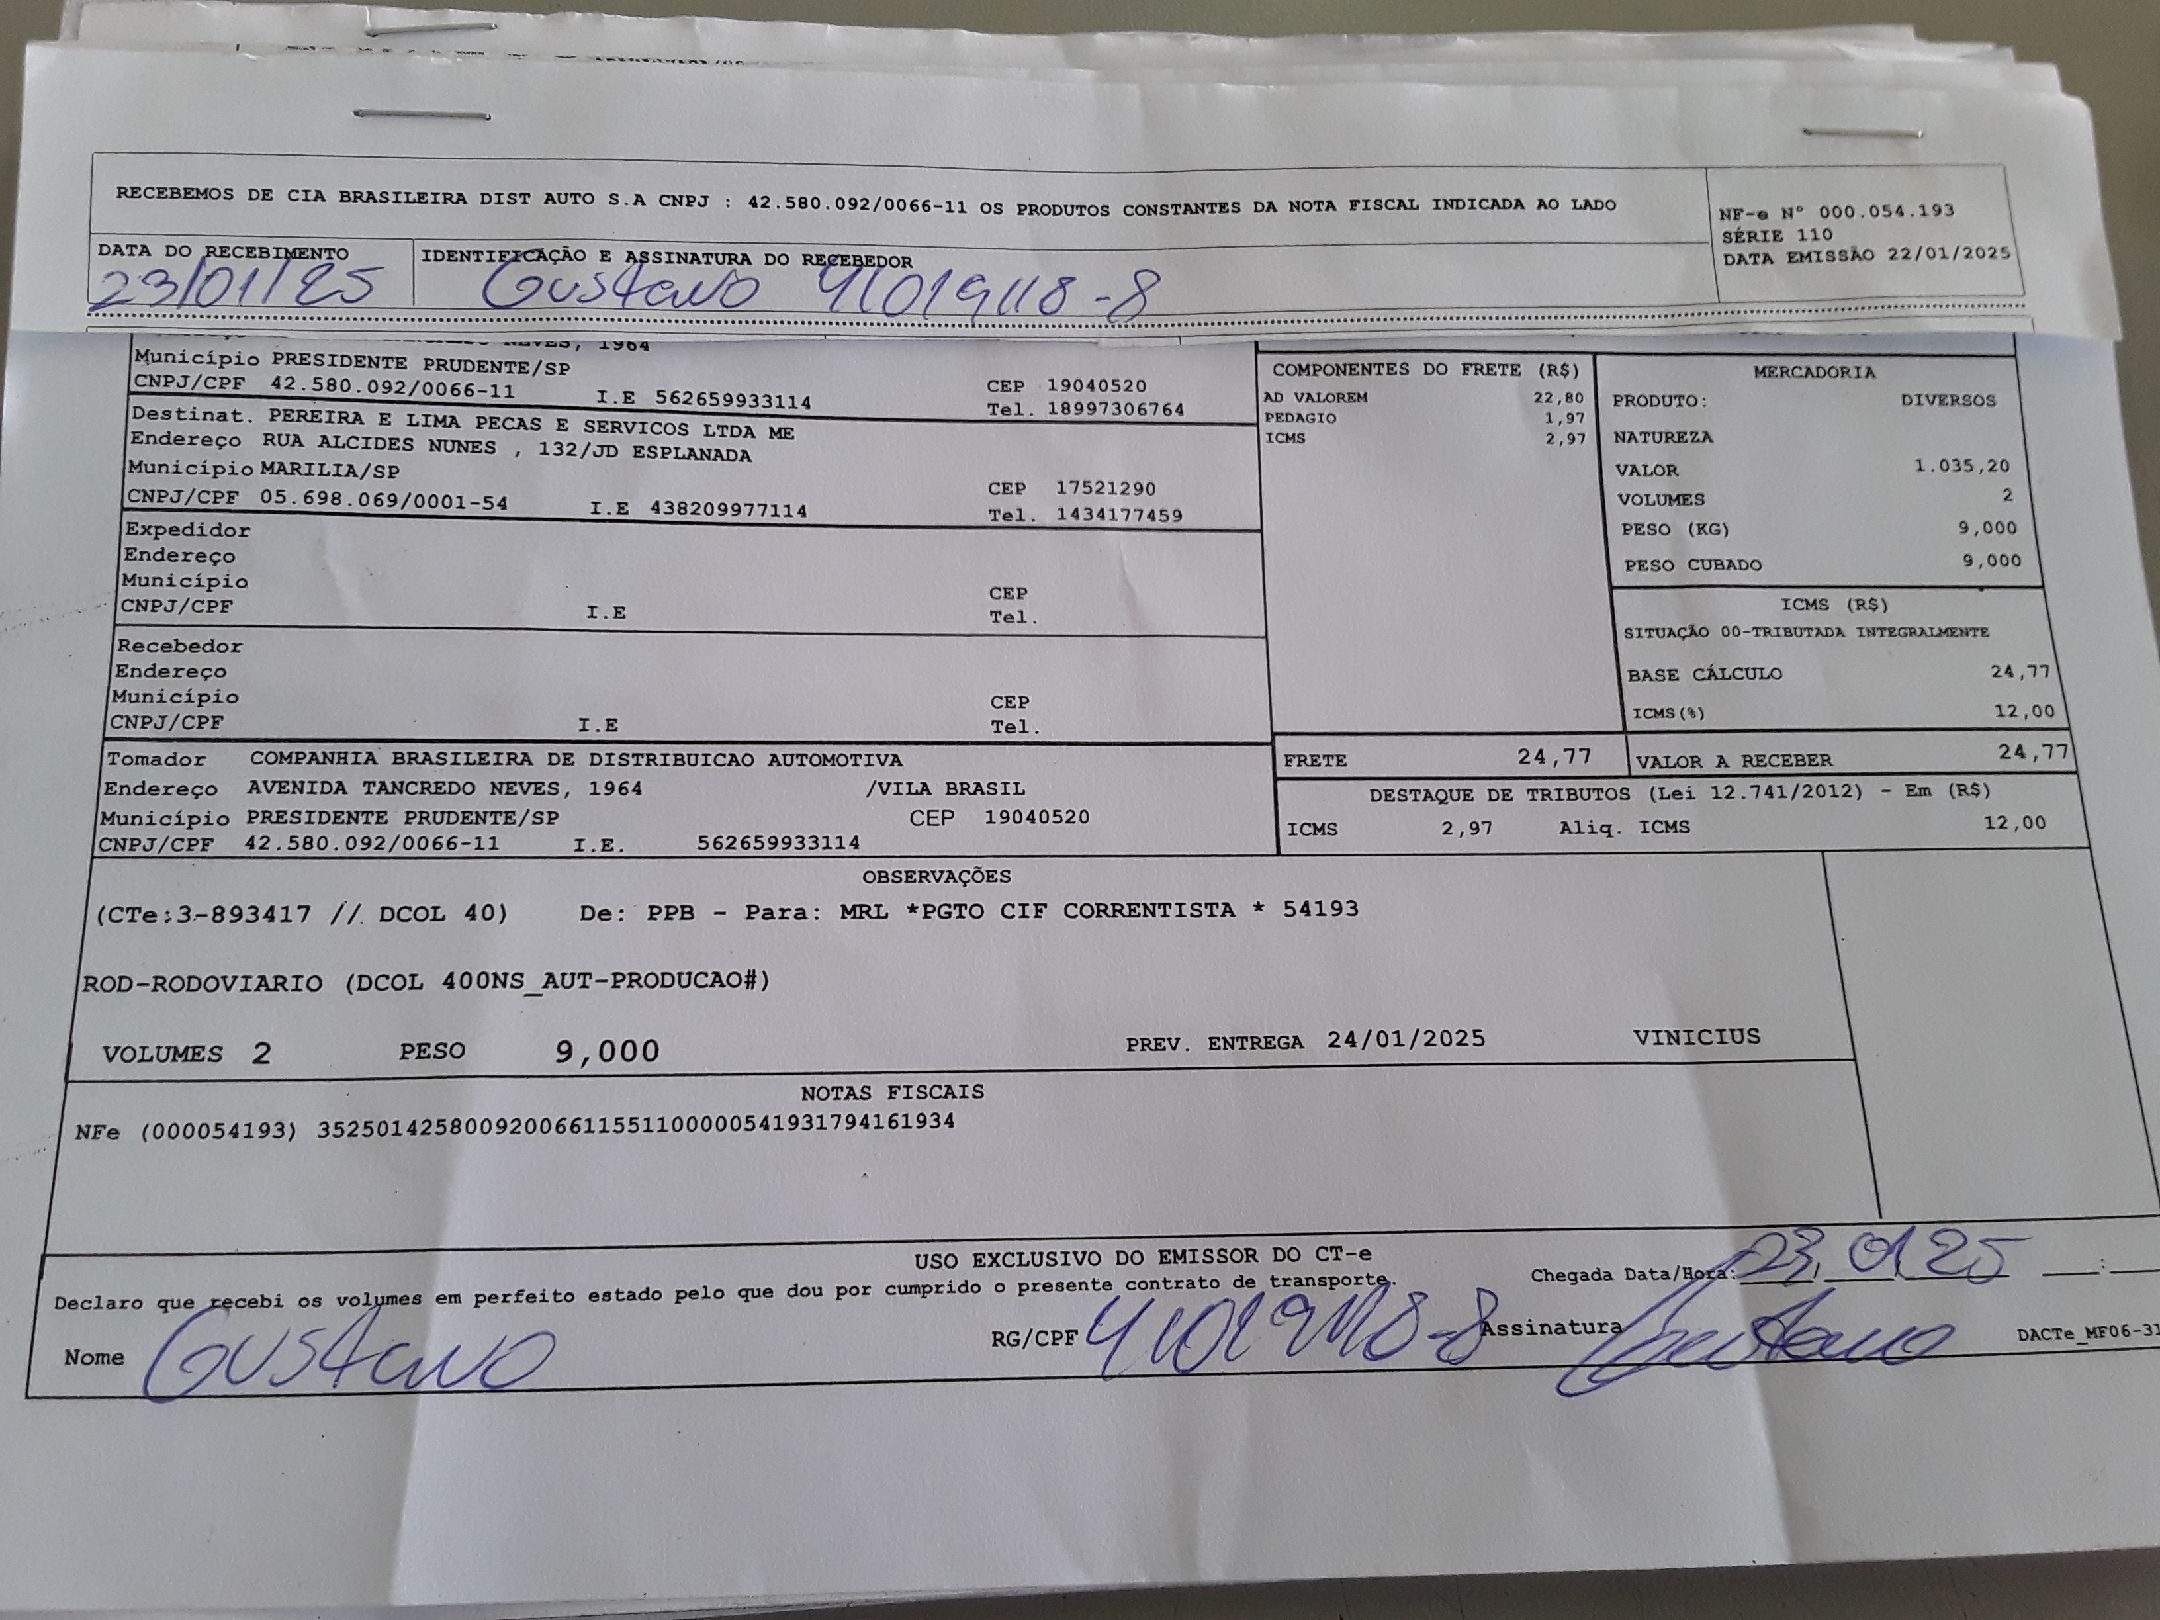 RECEBEMOS DE CIA BRASILEIRA DIST AUTO S.A CNPJ : 42.580.092/0066-11 OS PRODUTOS CONSTANTES DA NOTA FISCAL INDICADA AO LADO
NF-e Nº 000.054.193
SÉRIE 110
DATA EMISSÃO 22/01/2025
DATA DO RECEBIMENTO
23/01/25
IDENTIFICAÇÃO E ASSINATURA DO RECEBEDOR
Gustavo 41019118-8
NEVES, 1964
Município PRESIDENTE PRUDENTE/SP
CNPJ/CPF 42.580.092/0066-11 I.E 562659933114
CEP 19040520
Tel. 18997306764
Destinat. PEREIRA E LIMA PECAS E SERVICOS LTDA ME
Endereço RUA ALCIDES NUNES , 132/JD ESPLANADA
Município MARILIA/SP
CNPJ/CPF 05.698.069/0001-54 I.E 438209977114
CEP 17521290
Tel. 1434177459
Expedidor
Endereço
Município
CNPJ/CPF I.E
CEP
Tel.
Recebedor
Endereço
Município
CNPJ/CPF I.E
CEP
Tel.
Tomador COMPANHIA BRASILEIRA DE DISTRIBUICAO AUTOMOTIVA
Endereço AVENIDA TANCREDO NEVES, 1964 /VILA BRASIL
Município PRESIDENTE PRUDENTE/SP CEP 19040520
CNPJ/CPF 42.580.092/0066-11 I.E. 562659933114
COMPONENTES DO FRETE (R$)
AD VALOREM 22,80
PEDAGIO 1,97
ICMS 2,97
MERCADORIA
PRODUTO: DIVERSOS
NATUREZA
VALOR 1.035,20
VOLUMES 2
PESO (KG) 9,000
PESO CUBADO 9,000
ICMS (R$)
SITUAÇÃO 00-TRIBUTADA INTEGRALMENTE
BASE CÁLCULO 24,77
ICMS(%) 12,00
FRETE 24,77
VALOR A RECEBER 24,77
DESTAQUE DE TRIBUTOS (Lei 12.741/2012) - Em (R$)
ICMS 2,97 Aliq. ICMS 12,00
OBSERVAÇÕES
(CTe:3-893417 // DCOL 40) De: PPB - Para: MRL *PGTO CIF CORRENTISTA * 54193
ROD-RODOVIARIO (DCOL 400NS_AUT-PRODUCAO#)
VOLUMES 2 PESO 9,000 PREV. ENTREGA 24/01/2025 VINICIUS
NOTAS FISCAIS
NFe (000054193) 35250142580092006611551100000541931794161934
USO EXCLUSIVO DO EMISSOR DO CT-e
Declaro que recebi os volumes em perfeito estado pelo que dou por cumprido o presente contrato de transporte.
Chegada Data/Hora: 23, 01 25 :
Nome Gustavo RG/CPF 41019118-8 Assinatura Gustavo
DACTe_MF06-31